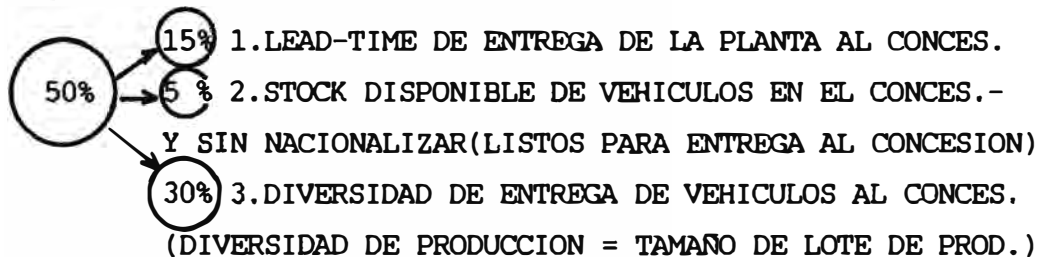 15% 1.LEAD-TIME DE ENTREGA DE LA PLANTA AL CONCES.
50% 5 % 2.STOCK DISPONIBLE DE VEHICULOS EN EL CONCES.-
Y SIN NACIONALIZAR(LISTOS PARA ENTREGA AL CONCESION)
30% 3.DIVERSIDAD DE ENTREGA DE VEHICULOS AL CONCES.
(DIVERSIDAD DE PRODUCCION = TAMAÑO DE LOTE DE PROD.)